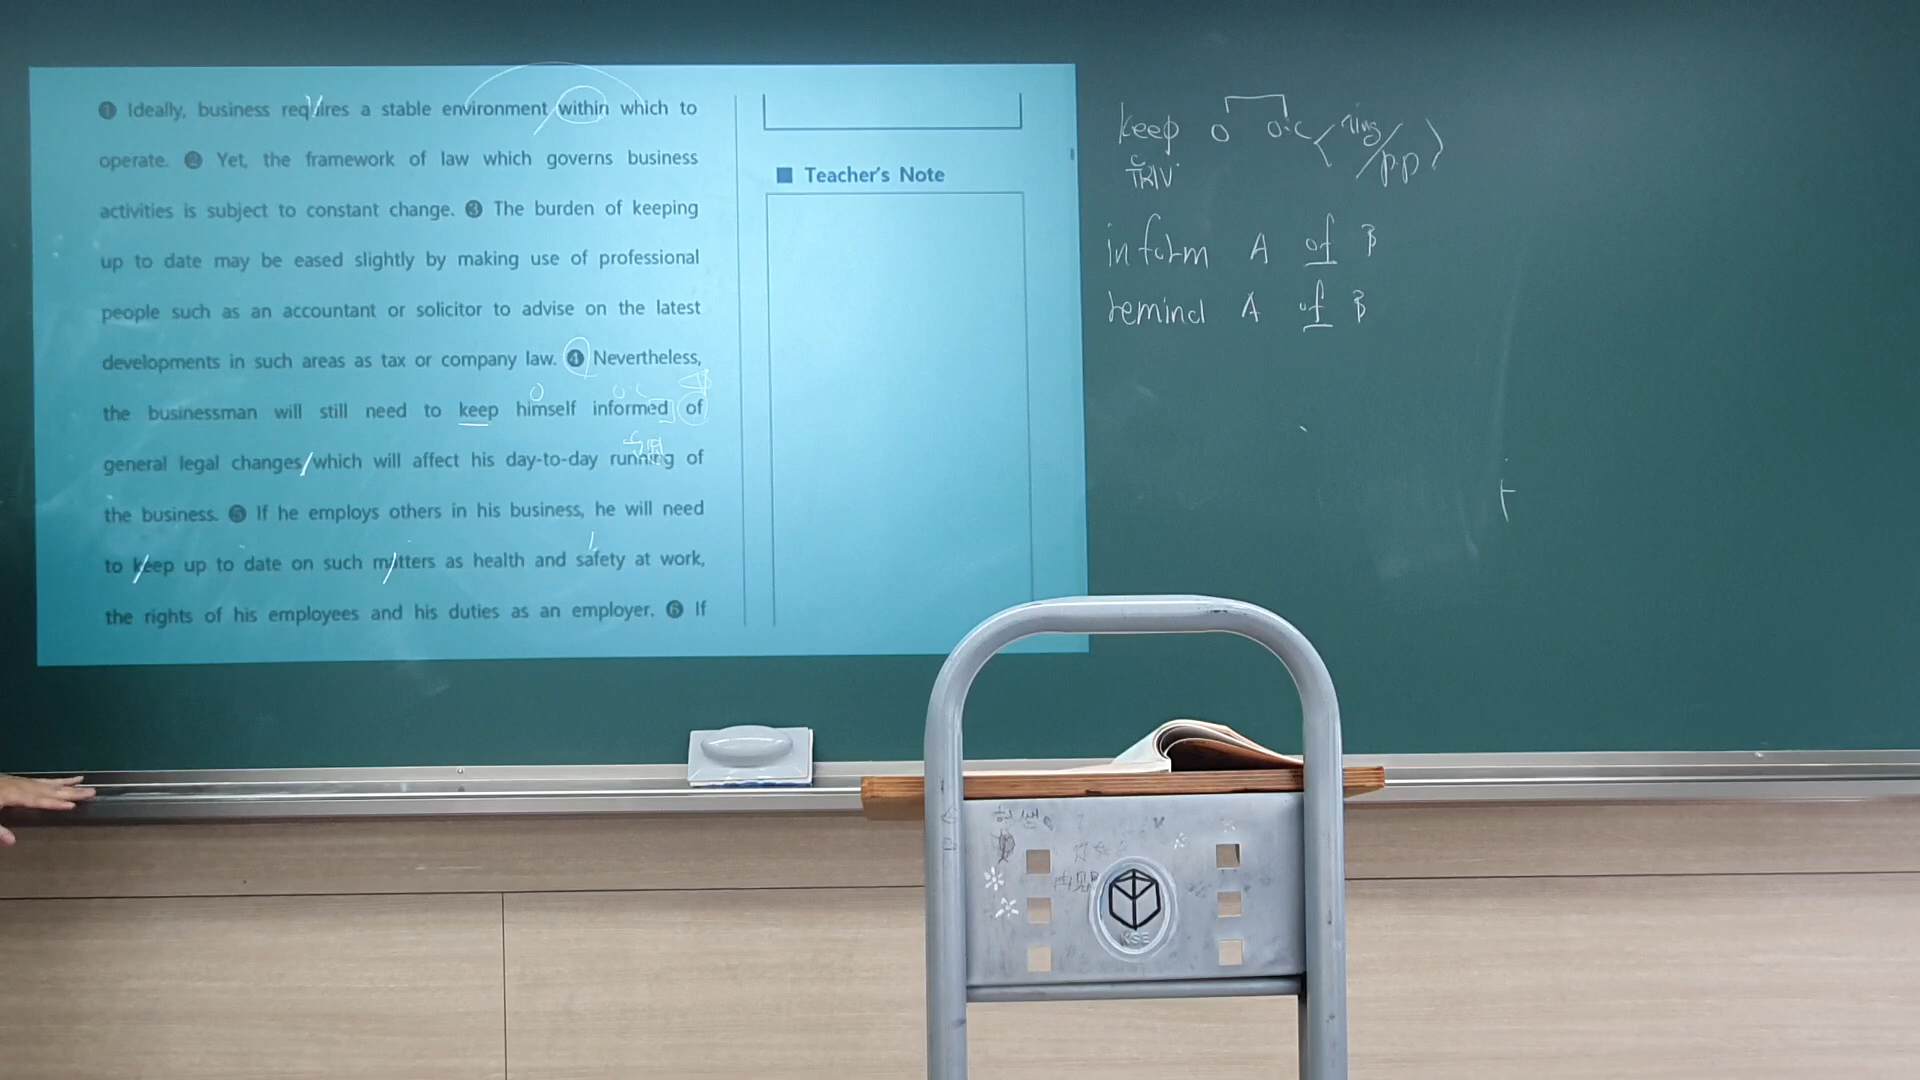 ❶ Ideally, business requires a stable environment within which to
operate. ❷ Yet, the framework of law which governs business
activities is subject to constant change. ❸ The burden of keeping
up to date may be eased slightly by making use of professional
people such as an accountant or solicitor to advise on the latest
developments in such areas as tax or company law. ❹ Nevertheless,
the businessman will still need to keep himself informed of
general legal changes which will affect his day-to-day running of
the business. ❺ If he employs others in his business, he will need
to keep up to date on such matters as health and safety at work,
the rights of his employees and his duties as an employer. ❻ If
■ Teacher's Note
keep O O.C
ing
p.p
inform A of B
remind A of B
KSE